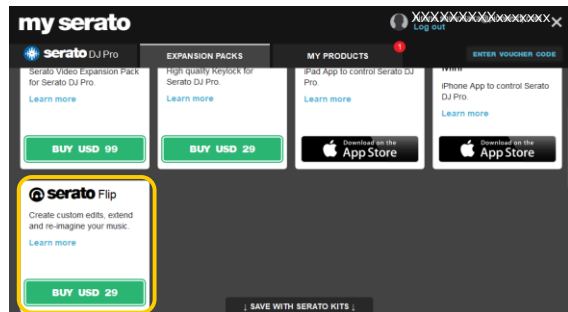 my serato
Log out
serato DJ Pro
EXPANSION PACKS
MY PRODUCTS
1
ENTER VOUCHER CODE
Serato Video Expansion Pack
for Serato DJ Pro.
Learn more
BUY USD 99
High quality Keylock for
Serato DJ Pro.
Learn more
BUY USD 29
iPad App to control Serato DJ
Pro.
Learn more
Download on the
App Store
iPhone App to control Serato
DJ Pro.
Learn more
Download on the
App Store
serato Flip
Create custom edits, extend
and re-imagine your music.
Learn more
BUY USD 29
↓ SAVE WITH SERATO KITS ↓